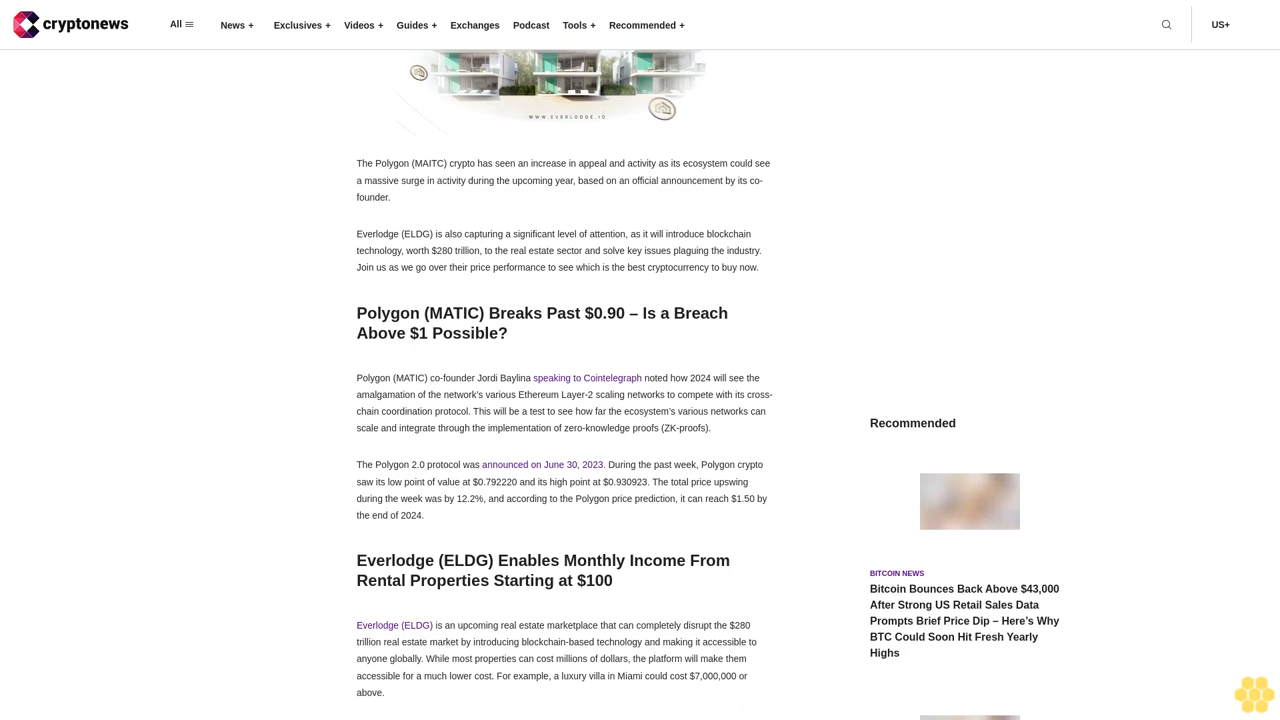 cryptonews
All
News +
Exclusives +
Videos +
Guides +
Exchanges
Podcast
Tools +
Recommended +
US+
WWW.EVERLODGE.IO
The Polygon (MAITC) crypto has seen an increase in appeal and activity as its ecosystem could see
a massive surge in activity during the upcoming year, based on an official announcement by its co-
founder.
Everlodge (ELDG) is also capturing a significant level of attention, as it will introduce blockchain
technology, worth $280 trillion, to the real estate sector and solve key issues plaguing the industry.
Join us as we go over their price performance to see which is the best cryptocurrency to buy now.
Polygon (MATIC) Breaks Past $0.90 – Is a Breach
Above $1 Possible?
Polygon (MATIC) co-founder Jordi Baylina speaking to Cointelegraph noted how 2024 will see the
amalgamation of the network’s various Ethereum Layer-2 scaling networks to compete with its cross-
chain coordination protocol. This will be a test to see how far the ecosystem’s various networks can
scale and integrate through the implementation of zero-knowledge proofs (ZK-proofs).
The Polygon 2.0 protocol was announced on June 30, 2023. During the past week, Polygon crypto
saw its low point of value at $0.792220 and its high point at $0.930923. The total price upswing
during the week was by 12.2%, and according to the Polygon price prediction, it can reach $1.50 by
the end of 2024.
Everlodge (ELDG) Enables Monthly Income From
Rental Properties Starting at $100
Everlodge (ELDG) is an upcoming real estate marketplace that can completely disrupt the $280
trillion real estate market by introducing blockchain-based technology and making it accessible to
anyone globally. While most properties can cost millions of dollars, the platform will make them
accessible for a much lower cost. For example, a luxury villa in Miami could cost $7,000,000 or
above.
Recommended
BITCOIN NEWS
Bitcoin Bounces Back Above $43,000
After Strong US Retail Sales Data
Prompts Brief Price Dip – Here’s Why
BTC Could Soon Hit Fresh Yearly
Highs